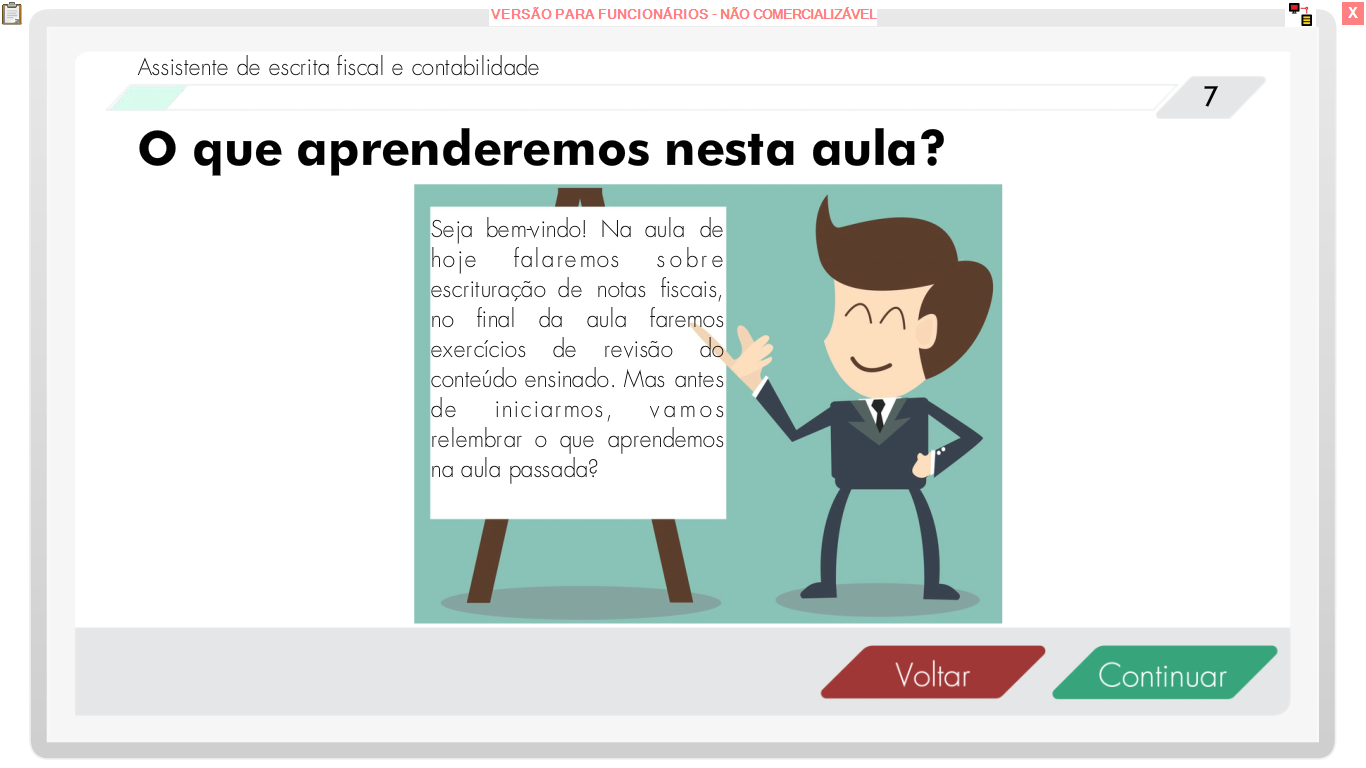 VERSÃO PARA FUNCIONÁRIOS - NÃO COMERCIALIZÁVEL
X
Assistente de escrita fiscal e contabilidade
7
O que aprenderemos nesta aula?
Seja bem-vindo! Na aula de
hoje falaremos sobre
escrituração de notas fiscais,
no final da aula faremos
exercícios de revisão do
conteúdo ensinado. Mas antes
de iniciarmos, vamos
relembrar o que aprendemos
na aula passada?
Voltar
Continuar